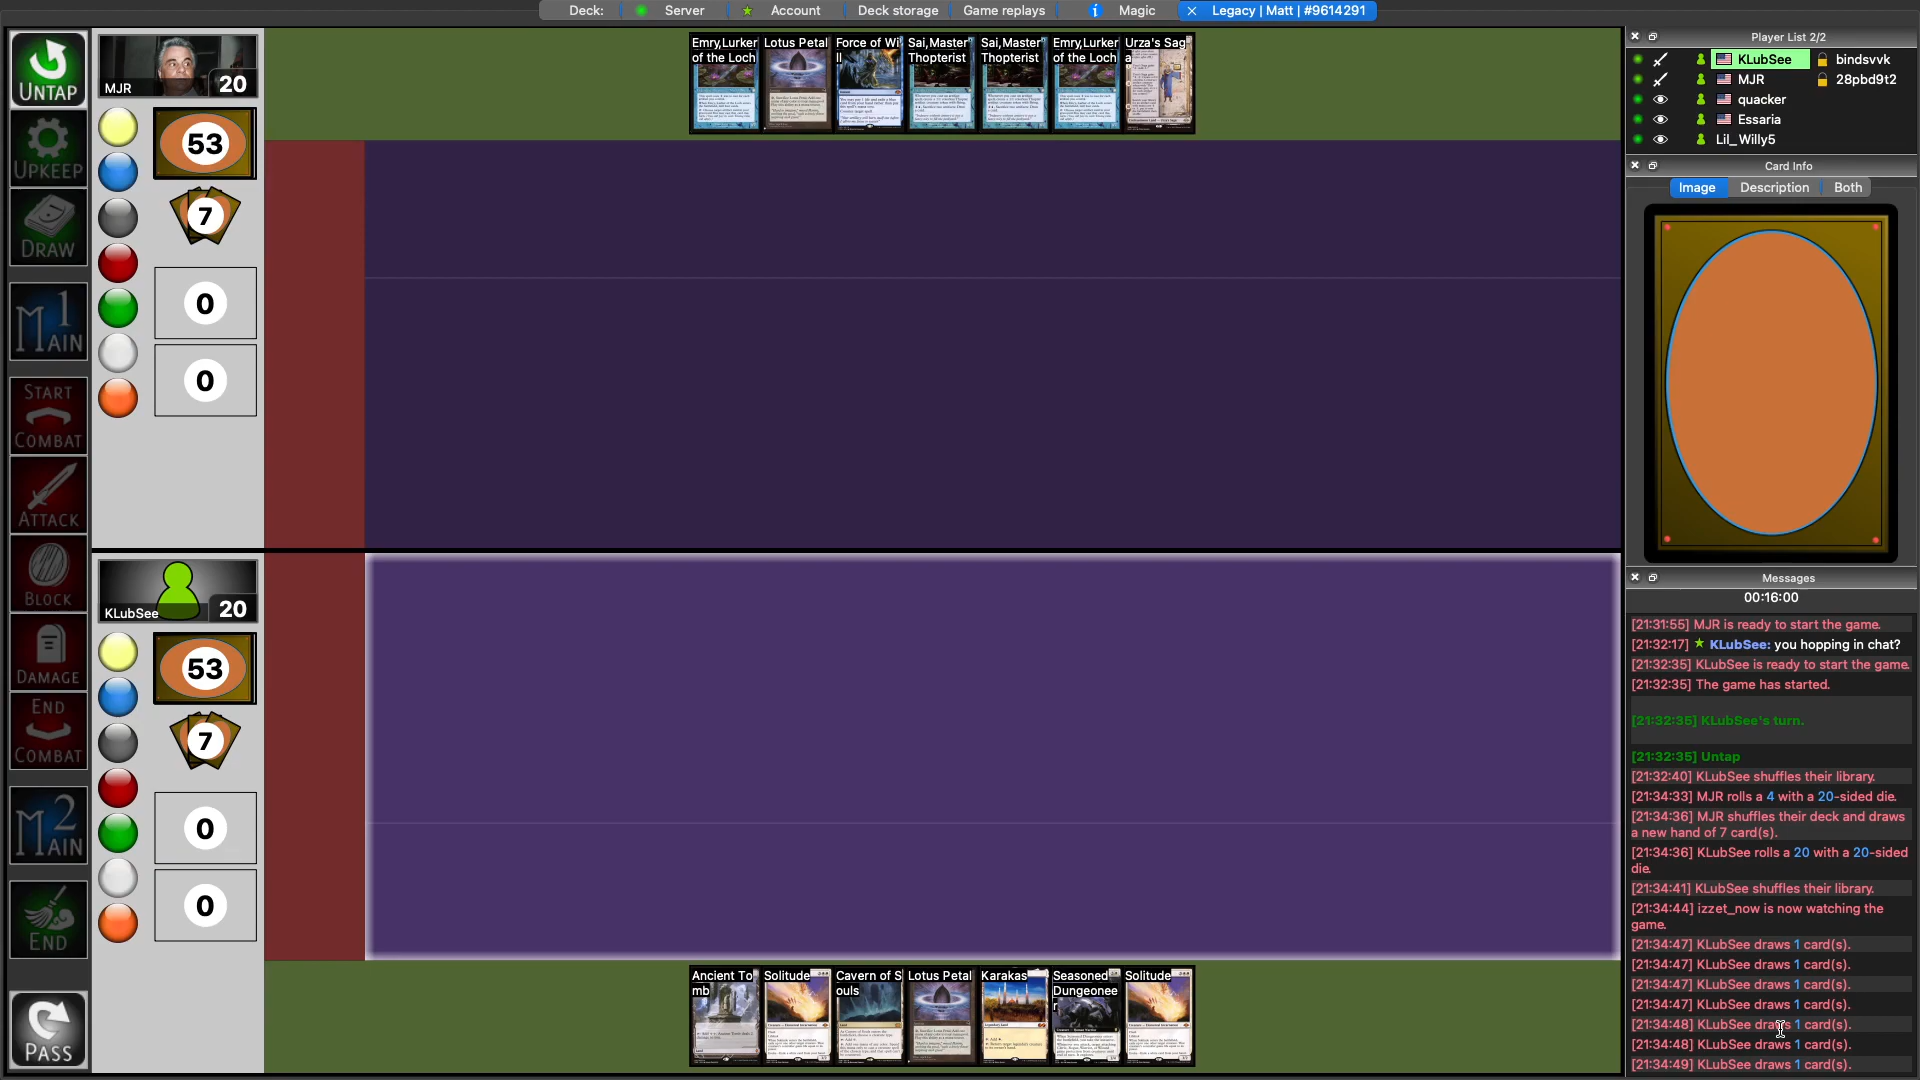 Deck:
Server
Account
Deck storage
Game replays
Magic
Legacy | Matt | #9614291
UNTAP
UPKEEP
DRAW
M1 MAIN
START
COMBAT
ATTACK
BLOCK
DAMAGE
END
COMBAT
M2 MAIN
END
PASS
MJR
20
53
7
0
0
Emry,Lurker
of the Loch
Lotus Petal
Force of Wi
ll
Sai,Master
Thopterist
Sai,Master
Thopterist
Emry,Lurker
of the Loch
Urza's Sag
a
KLubSee
20
53
7
0
0
Ancient To
mb
Solitude
Cavern of S
ouls
Lotus Petal
Karakas
Seasoned
Dungeonee
r
Solitude
Player List 2/2
KLubSee bindsvvk
MJR 28pbd9t2
quacker
Essaria
Lil_Willy5
Card Info
Image
Description
Both
Messages
00:16:00
[21:31:55] MJR is ready to start the game.
[21:32:17] KLubSee: you hopping in chat?
[21:32:35] KLubSee is ready to start the game.
[21:32:35] The game has started.
[21:32:35] KLubSee's turn.
[21:32:35] Untap
[21:32:40] KLubSee shuffles their library.
[21:34:33] MJR rolls a 4 with a 20-sided die.
[21:34:36] MJR shuffles their deck and draws
a new hand of 7 card(s).
[21:34:36] KLubSee rolls a 20 with a 20-sided
die.
[21:34:41] KLubSee shuffles their library.
[21:34:44] izzet_now is now watching the
game.
[21:34:47] KLubSee draws 1 card(s).
[21:34:47] KLubSee draws 1 card(s).
[21:34:47] KLubSee draws 1 card(s).
[21:34:47] KLubSee draws 1 card(s).
[21:34:48] KLubSee draws 1 card(s).
[21:34:48] KLubSee draws 1 card(s).
[21:34:49] KLubSee draws 1 card(s).